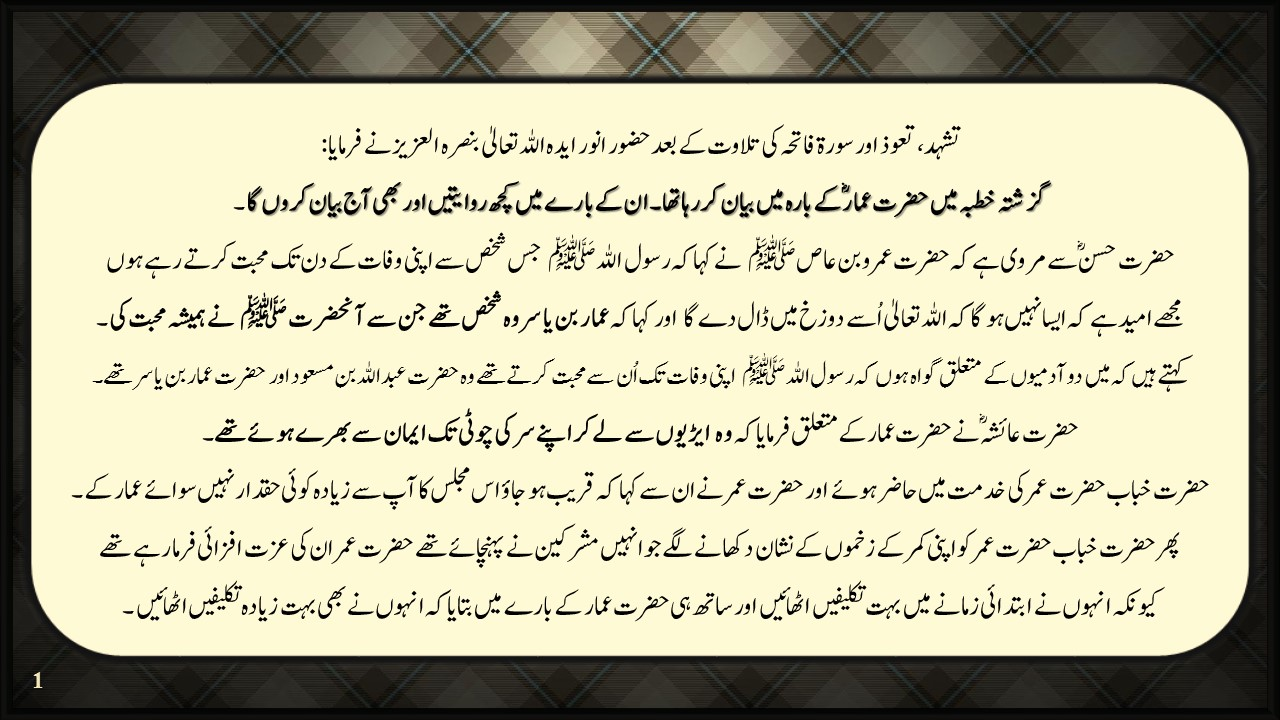 تشہد، تعوذ اور سورۃ فاتحہ کی تلاوت کے بعد حضور انور ایدہ اللہ تعالیٰ بنصرہ العزیز نے فرمایا:
گزشتہ خطبہ میں حضرت عمارؓ کے بارہ میں بیان کر رہا تھا۔ ان کے بارے میں کچھ روایتیں اور بھی آج بیان کروں گا۔
حضرت حسنؓ سے مروی ہے کہ حضرت عمرو بن عاص ﷺ نے کہا کہ رسول اللہ ﷺ جس شخص سے اپنی وفات کے دن تک محبت کرتے رہے ہوں
مجھے امید ہے کہ ایسا نہیں ہو گا کہ اللہ تعالیٰ اُسے دوزخ میں ڈال دے گا اور کہا کہ عمار بن یاسر وہ شخص تھے جن سے آنحضرت ﷺ نے ہمیشہ محبت کی۔
کہتے ہیں کہ میں دو آدمیوں کے متعلق گواہ ہوں کہ رسول اللہ ﷺ اپنی وفات تک اُن سے محبت کرتے تھے وہ حضرت عبد اللہ بن مسعود اور حضرت عمار بن یاسر تھے۔
حضرت عائشہؓ نے حضرت عمار کے متعلق فرمایا کہ وہ ایڑیوں سے لے کر اپنے سر کی چوٹی تک ایمان سے بھرے ہوئے تھے۔
حضرت خباب حضرت عمر کی خدمت میں حاضر ہوئے اور حضرت عمر نے ان سے کہا کہ قریب ہو جاؤ اس مجلس کا آپ سے زیادہ کوئی حقدار نہیں سوائے عمار کے۔
پھر حضرت خباب حضرت عمر کو اپنی کمر کے زخموں کے نشان دکھانے لگے جو انہیں مشرکین نے پہنچائے تھے حضرت عمر ان کی عزت افزائی فرما رہے تھے
کیونکہ انہوں نے ابتدائی زمانے میں بہت تکلیفیں اٹھائیں اور ساتھ ہی حضرت عمار کے بارے میں بتایا کہ انہوں نے بھی بہت زیادہ تکلیفیں اٹھائیں۔
1